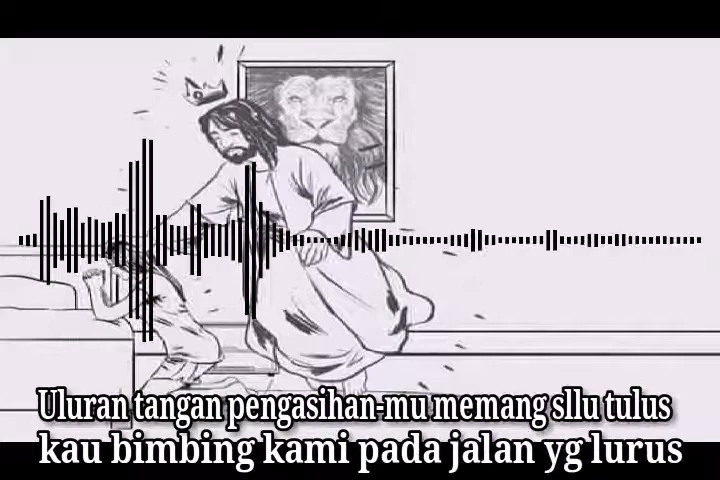 Uluran tangan pengasihan-mu memang sllu tulus
kau bimbing kami pada jalan yg lurus